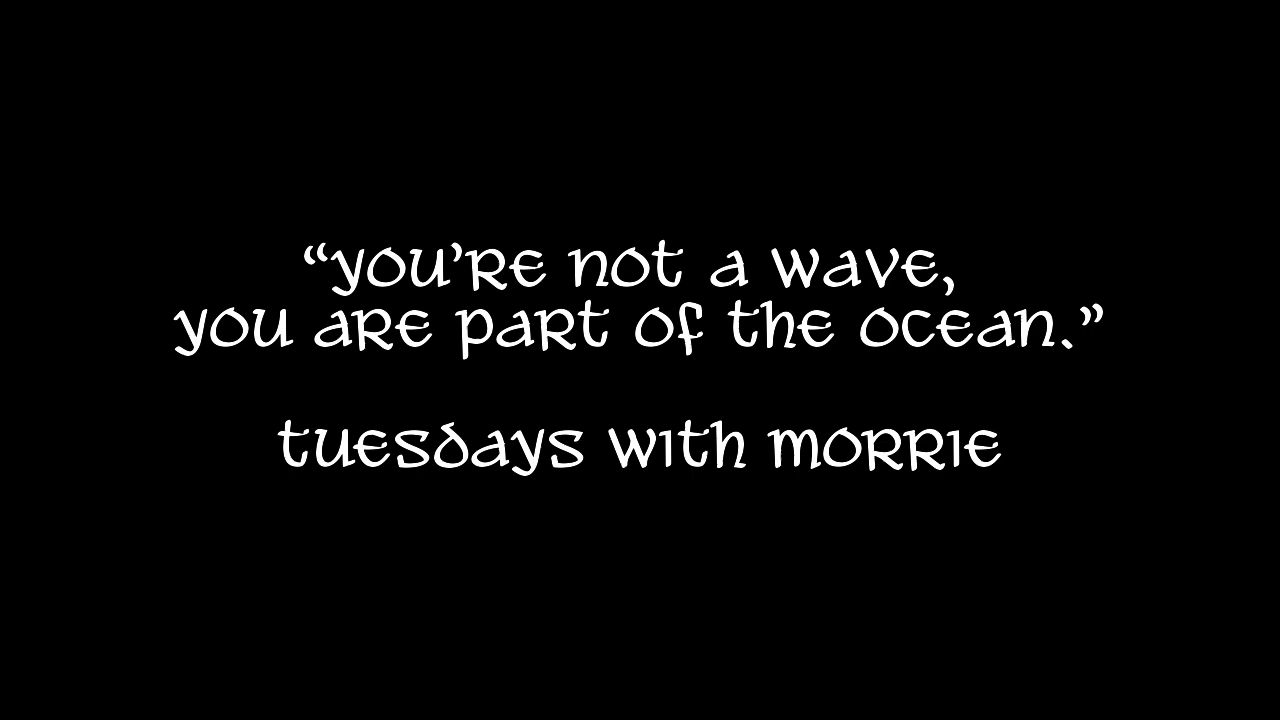 “you’re not a wave,
you are part of the ocean.”
tuesdays with morrie